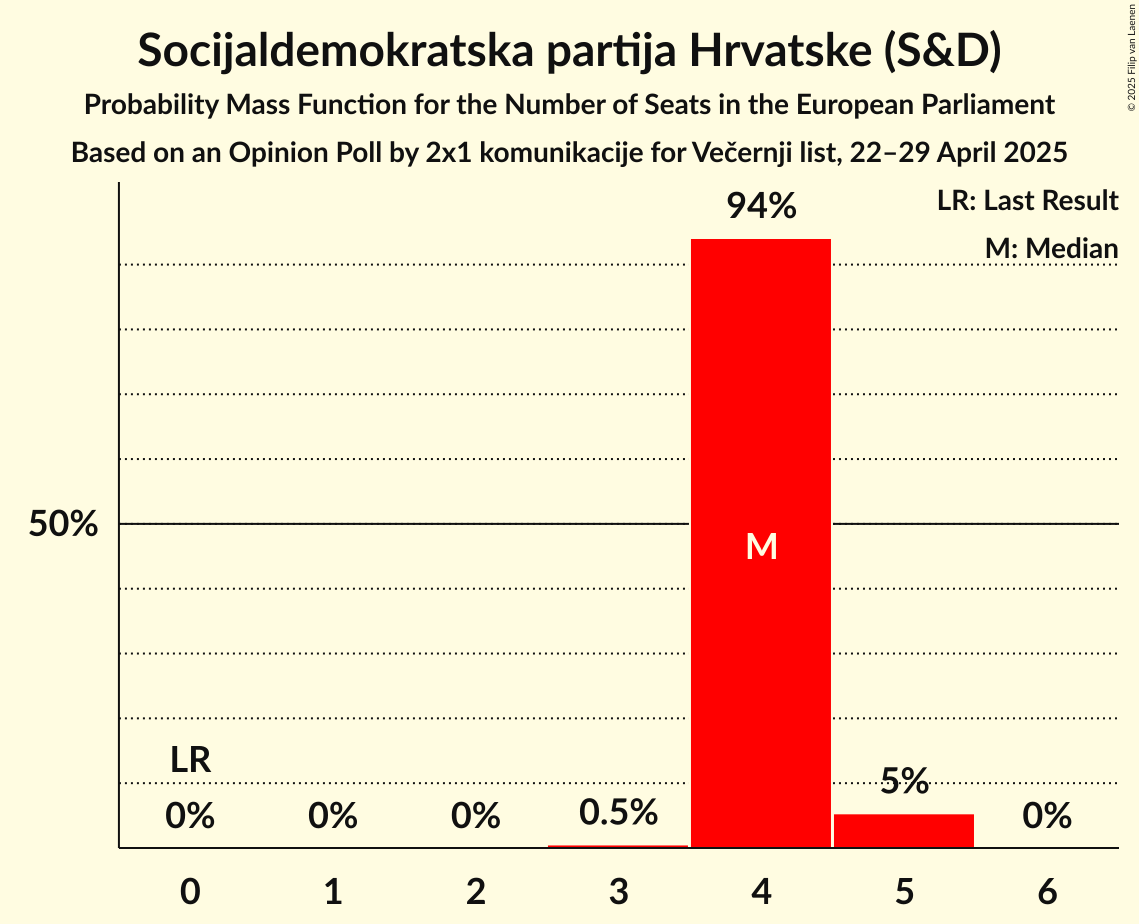 Socijaldemokratska partija Hrvatske (S&D)
Probability Mass Function for the Number of Seats in the European Parliament
Based on an Opinion Poll by 2x1 komunikacije for Večernji list, 22–29 April 2025
© 2025 Filip van Laenen
LR: Last Result
M: Median
94%
50%
M
LR
0%
0%
0%
0.5%
5%
0%
0 1 2 3 4 5 6